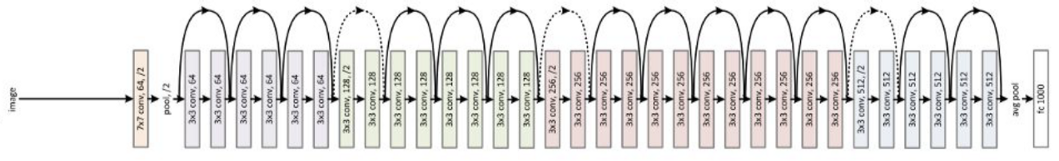 image
7x7 conv, 64, /2
pool, /2
3x3 conv, 64
3x3 conv, 64
3x3 conv, 64
3x3 conv, 64
3x3 conv, 64
3x3 conv, 64
3x3 conv, 128, /2
3x3 conv, 128
3x3 conv, 128
3x3 conv, 128
3x3 conv, 128
3x3 conv, 128
3x3 conv, 128
3x3 conv, 128
3x3 conv, 256, /2
3x3 conv, 256
3x3 conv, 256
3x3 conv, 256
3x3 conv, 256
3x3 conv, 256
3x3 conv, 256
3x3 conv, 256
3x3 conv, 256
3x3 conv, 256
3x3 conv, 256
3x3 conv, 256
3x3 conv, 512, /2
3x3 conv, 512
3x3 conv, 512
3x3 conv, 512
3x3 conv, 512
3x3 conv, 512
avg pool
fc 1000